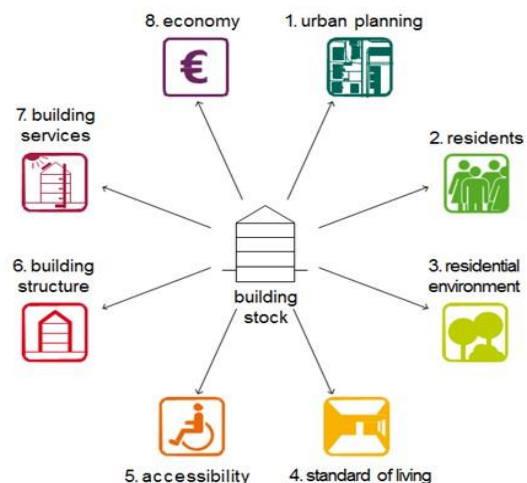 8. economy
1. urban planning
7. building
services
2. residents
€
6. building
structure
3. residential
environment
building
stock
5. accessibility
4. standard of living